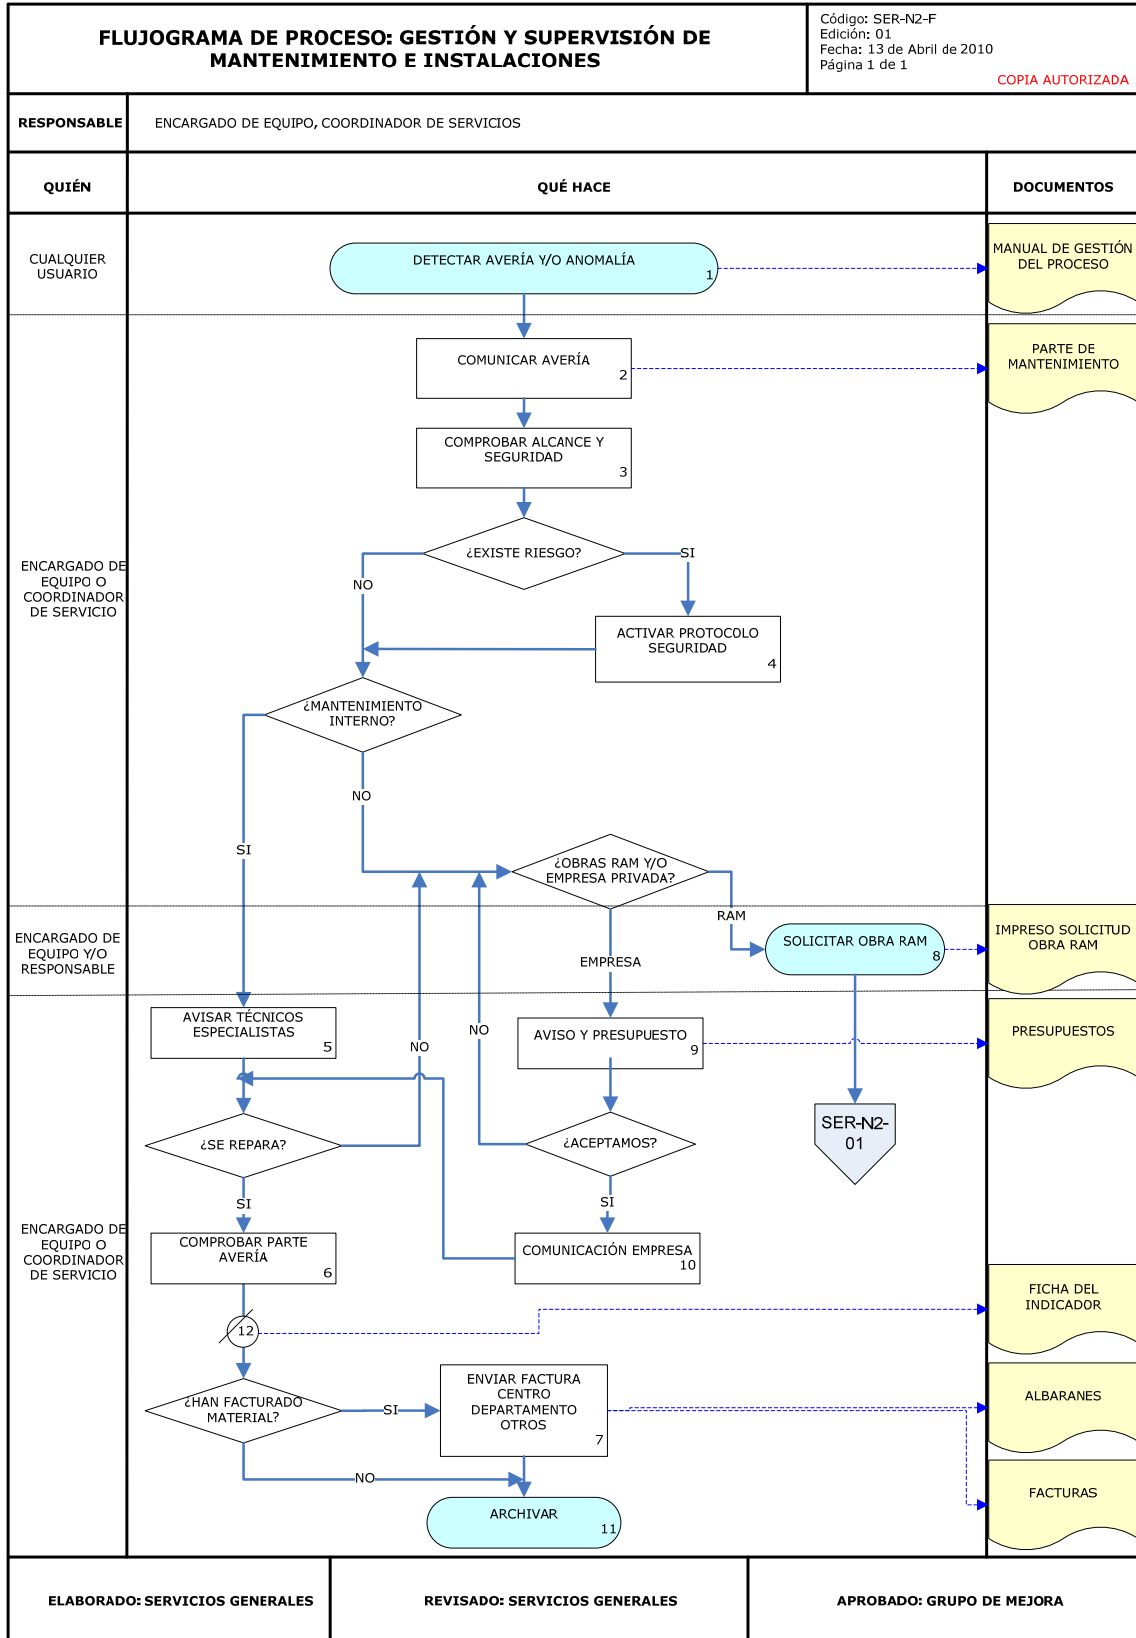 FLUJOGRAMA DE PROCESO: GESTIÓN Y SUPERVISIÓN DE
MANTENIMIENTO E INSTALACIONES
Código: SER-N2-F
Edición: 01
Fecha: 13 de Abril de 2010
Página 1 de 1
COPIA AUTORIZADA
RESPONSABLE
ENCARGADO DE EQUIPO, COORDINADOR DE SERVICIOS
QUIÉN
QUÉ HACE
DOCUMENTOS
CUALQUIER
USUARIO
DETECTAR AVERÍA Y/O ANOMALÍA
1
MANUAL DE GESTIÓN
DEL PROCESO
COMUNICAR AVERÍA
2
PARTE DE
MANTENIMIENTO
COMPROBAR ALCANCE Y
SEGURIDAD
3
¿EXISTE RIESGO?
SI
NO
ENCARGADO DE
EQUIPO O
COORDINADOR
DE SERVICIO
ACTIVAR PROTOCOLO
SEGURIDAD
4
¿MANTENIMIENTO
INTERNO?
NO
SI
¿OBRAS RAM Y/O
EMPRESA PRIVADA?
RAM
EMPRESA
ENCARGADO DE
EQUIPO Y/O
RESPONSABLE
SOLICITAR OBRA RAM
8
IMPRESO SOLICITUD
OBRA RAM
AVISAR TÉCNICOS
ESPECIALISTAS
5
NO
NO
AVISO Y PRESUPUESTO
9
PRESUPUESTOS
¿SE REPARA?
¿ACEPTAMOS?
SER-N2-
01
SI
SI
ENCARGADO DE
EQUIPO O
COORDINADOR
DE SERVICIO
COMPROBAR PARTE
AVERÍA
6
COMUNICACIÓN EMPRESA
10
12
FICHA DEL
INDICADOR
¿HAN FACTURADO
MATERIAL?
SI
ENVIAR FACTURA
CENTRO
DEPARTAMENTO
OTROS
7
ALBARANES
NO
FACTURAS
ARCHIVAR
11
ELABORADO: SERVICIOS GENERALES
REVISADO: SERVICIOS GENERALES
APROBADO: GRUPO DE MEJORA